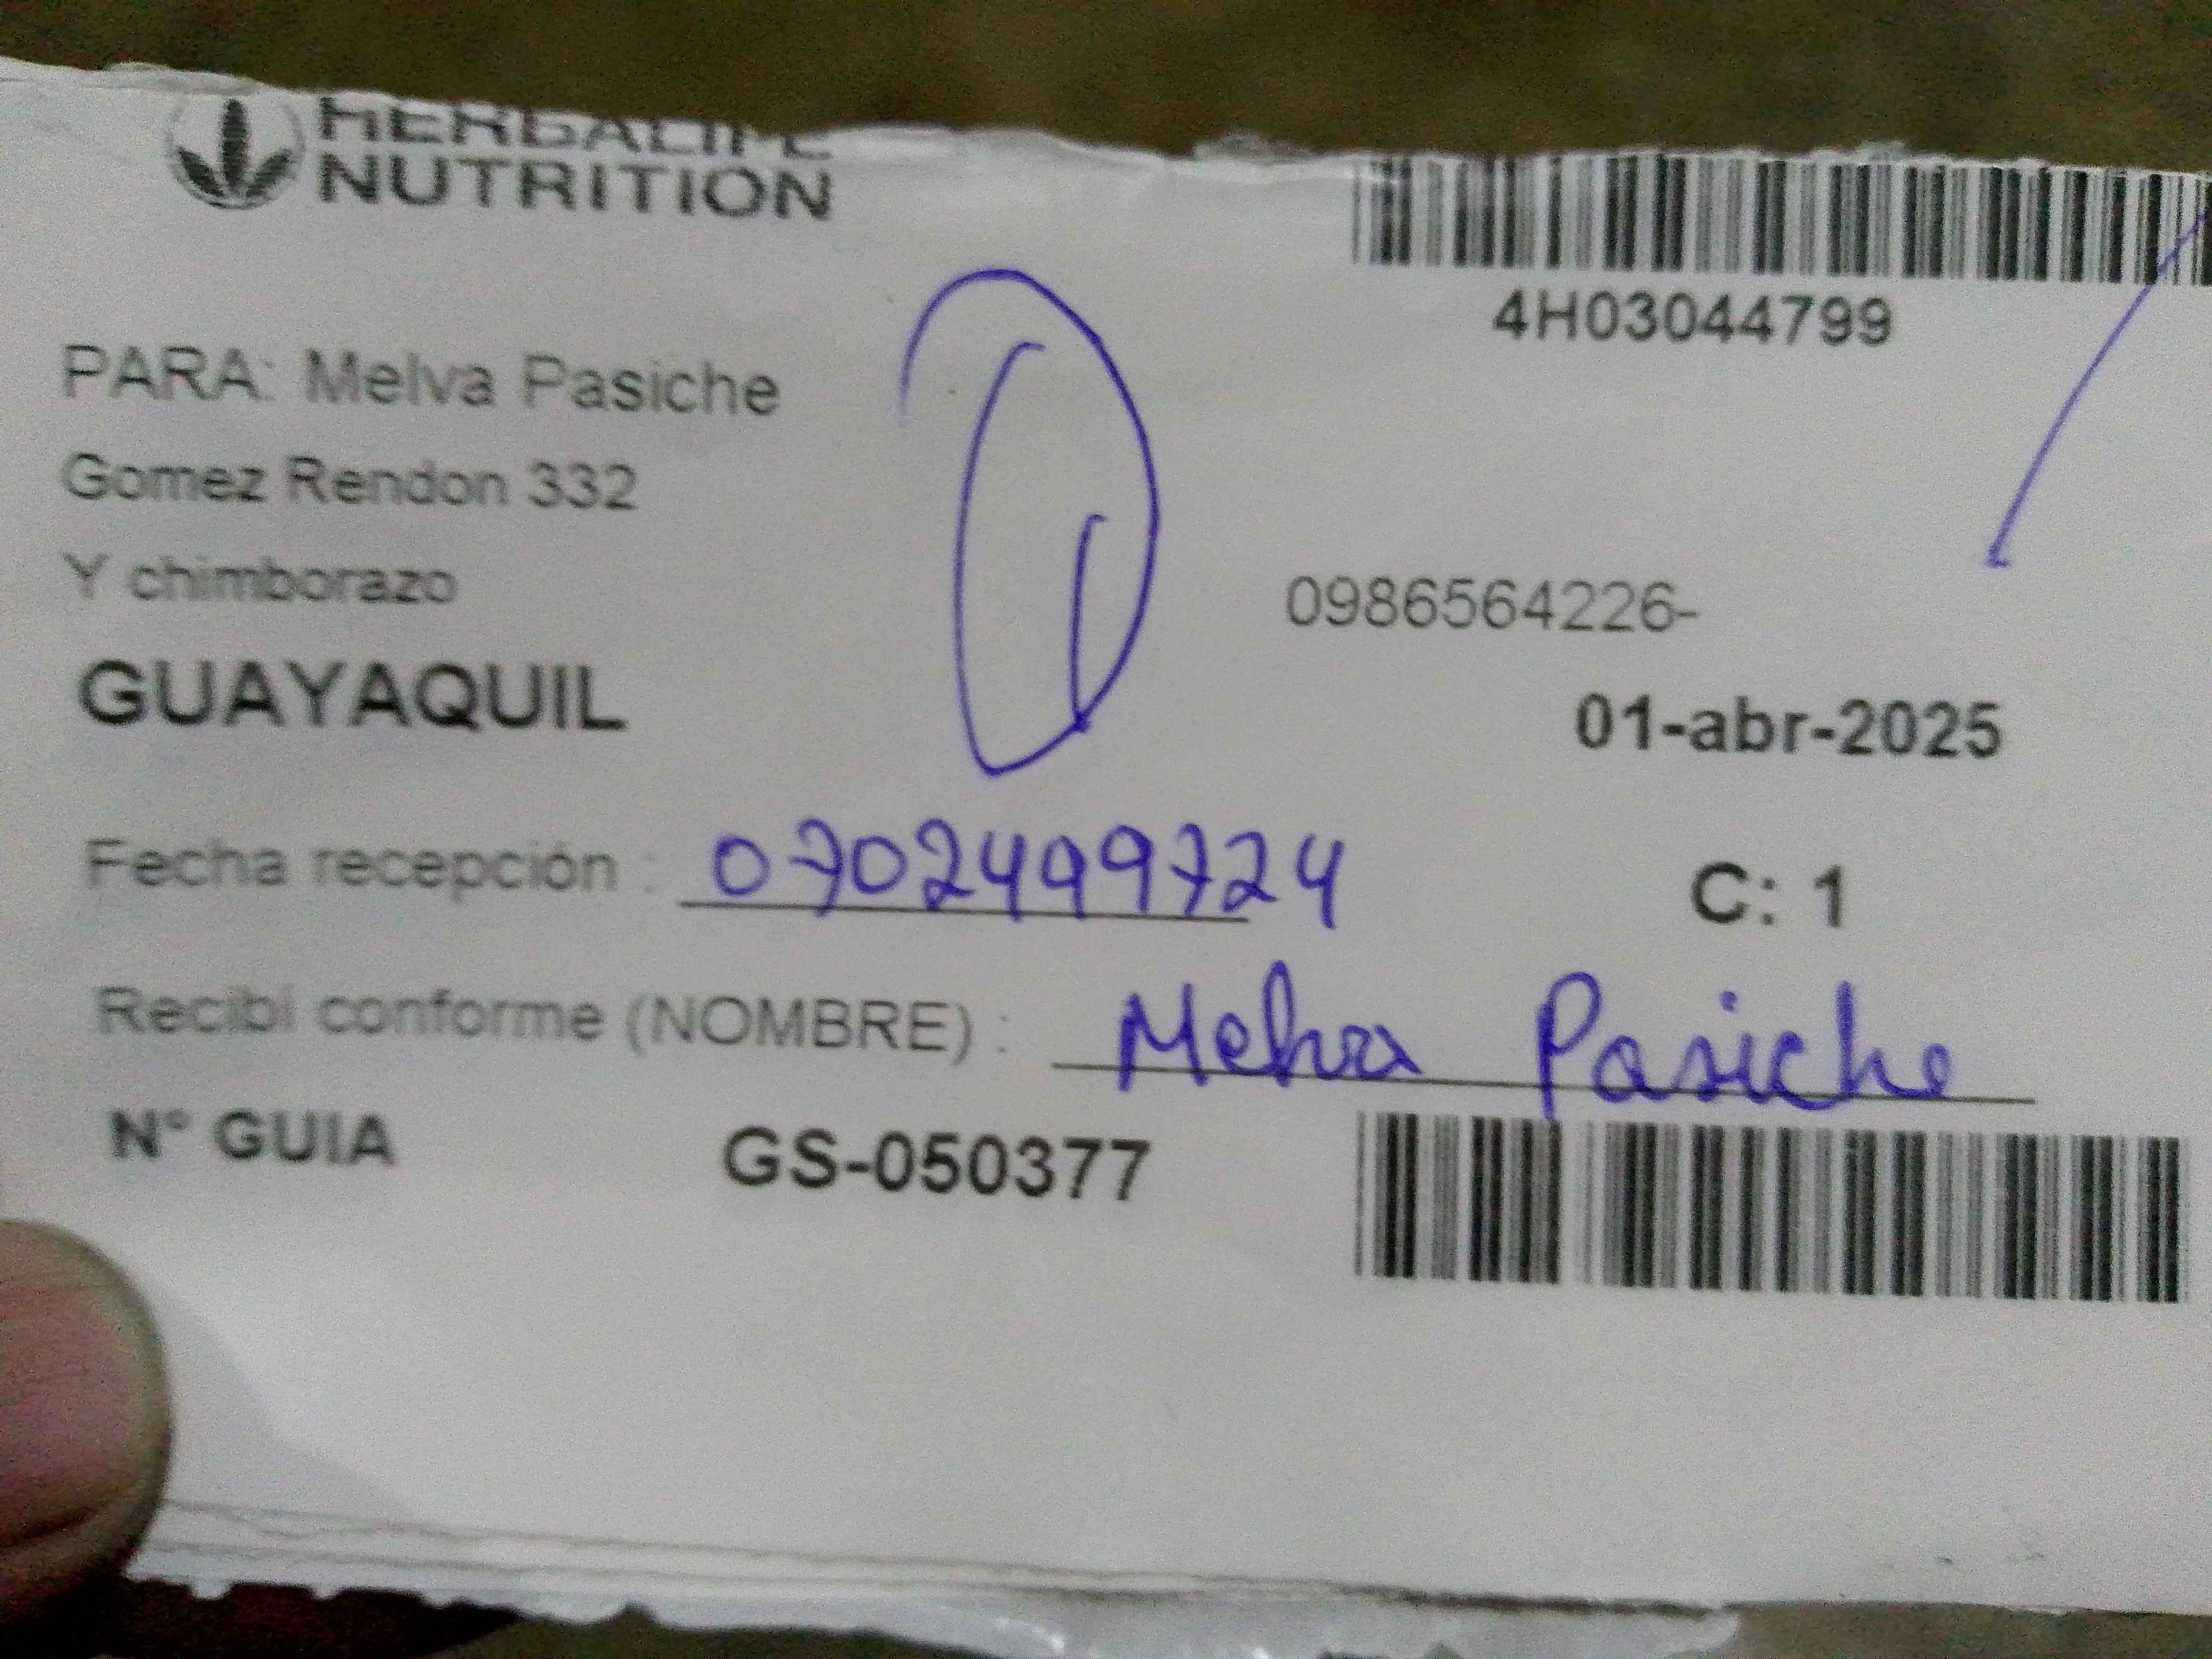 HERBALIFE
NUTRITION
4H03044799
PARA: Melva Pasiche
Gomez Rendon 332
Y chimborazo
0986564226-
GUAYAQUIL
01-abr-2025
Fecha recepción : 0702499724
C: 1
Recibi conforme (NOMBRE) : Melva Pasiche
N° GUIA GS-050377